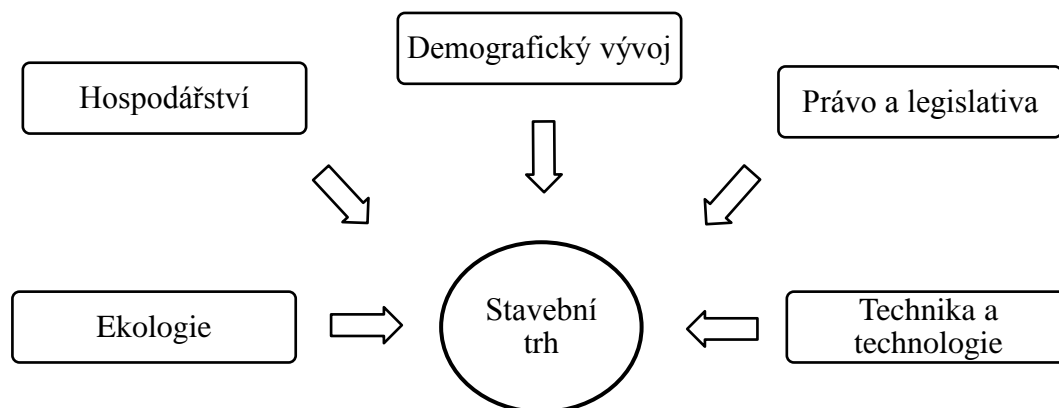 Demografický vývoj
Hospodářství
Právo a legislativa
Ekologie
Stavební
trh
Technika a
technologie